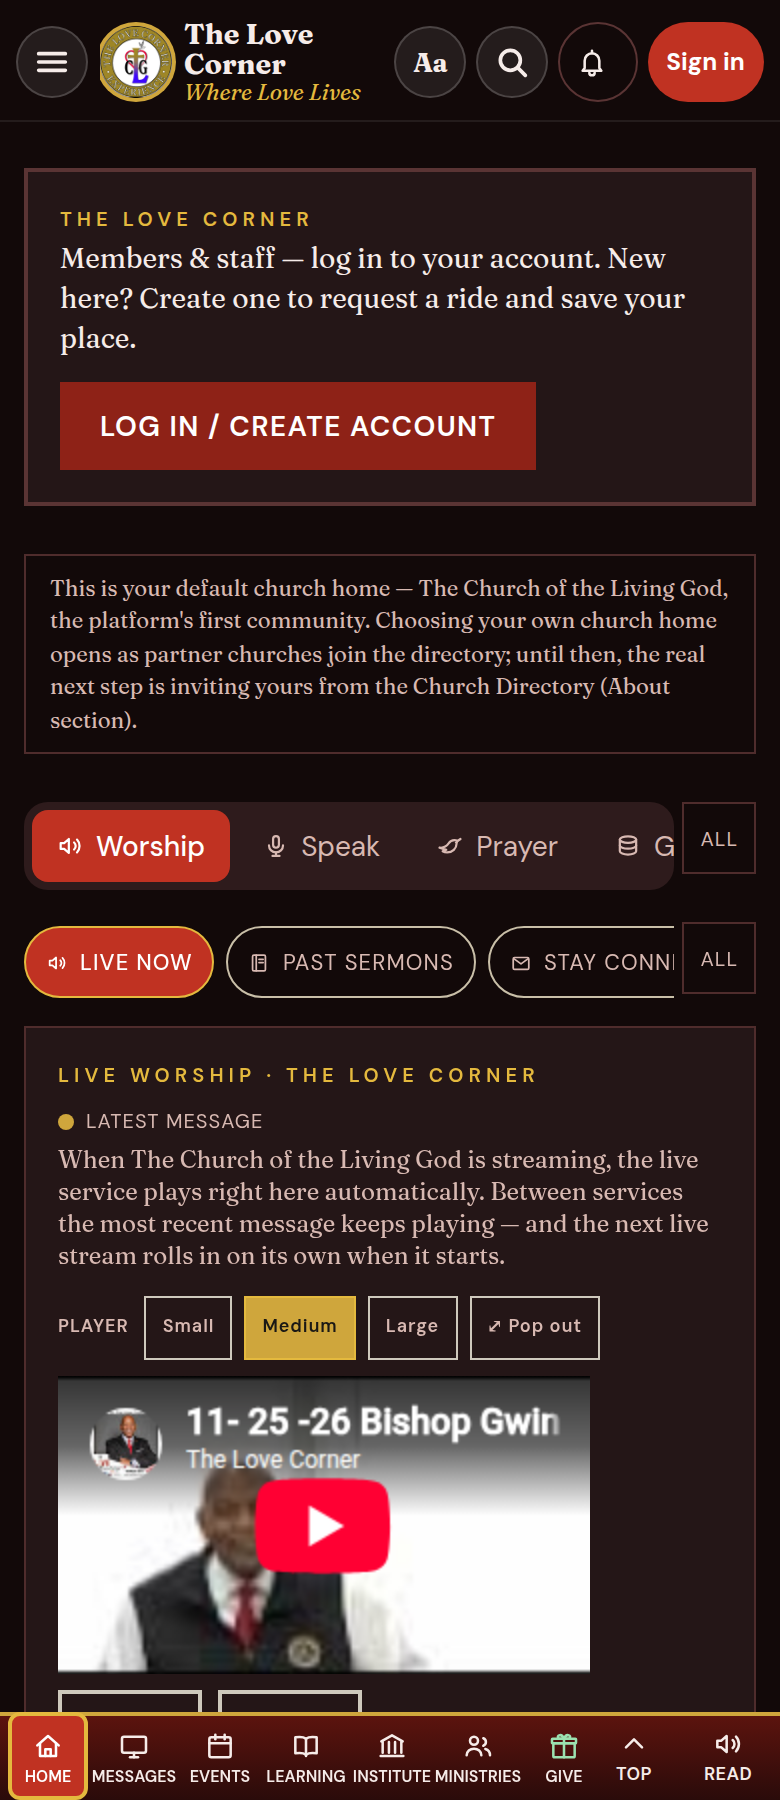 The Love
Corner
Where Love Lives
Aa
Sign in
THE LOVE CORNER
Members & staff — log in to your account. New
here? Create one to request a ride and save your
place.
LOG IN / CREATE ACCOUNT
This is your default church home — The Church of the Living God,
the platform's first community. Choosing your own church home
opens as partner churches join the directory; until then, the real
next step is inviting yours from the Church Directory (About
section).
Worship
Speak
Prayer
G
ALL
LIVE NOW
PAST SERMONS
STAY CONN
ALL
LIVE WORSHIP · THE LOVE CORNER
LATEST MESSAGE
When The Church of the Living God is streaming, the live
service plays right here automatically. Between services
the most recent message keeps playing — and the next live
stream rolls in on its own when it starts.
PLAYER
Small
Medium
Large
⤢ Pop out
11- 25 -26 Bishop Gwin
The Love Corner
HOME
MESSAGES
EVENTS
LEARNING
INSTITUTE
MINISTRIES
GIVE
TOP
READ